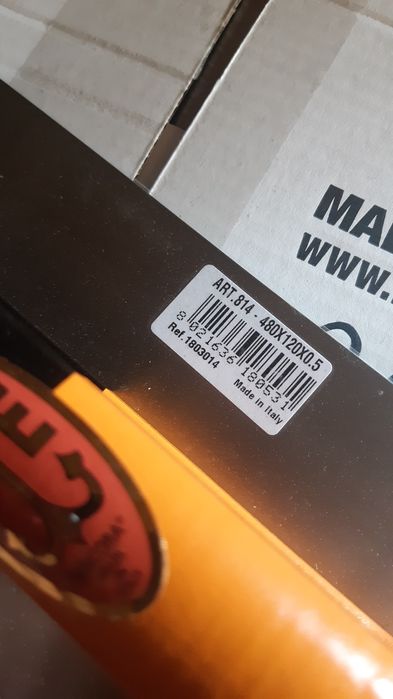 MA
WWW.
ART.814 - 480X120X0.5
8 021636 180531
Ref.1803014
Made in Italy